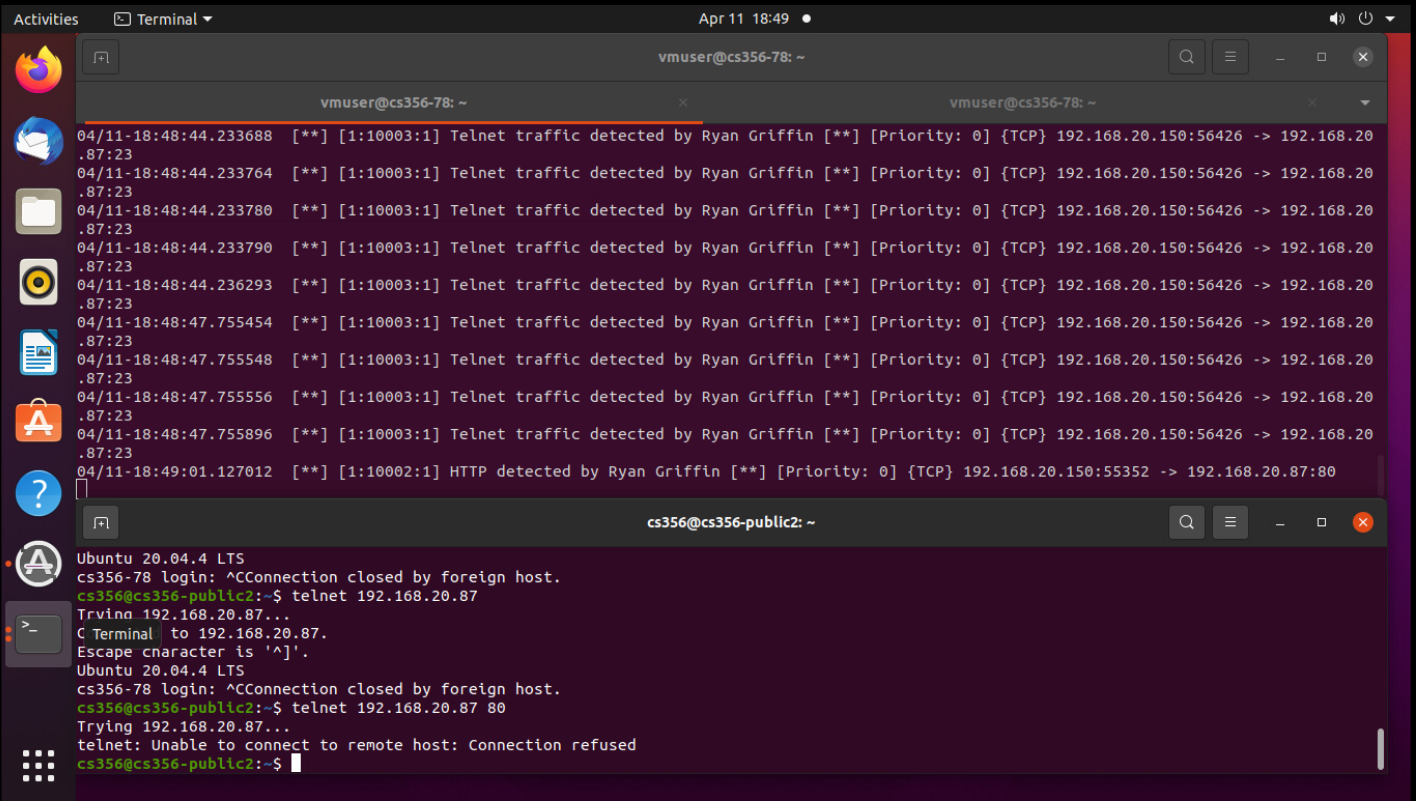 Activities
Terminal
Apr 11 18:49
vmuser@cs356-78: ~
vmuser@cs356-78: ~
vmuser@cs356-78: ~
04/11-18:48:44.233688  [**] [1:10003:1] Telnet traffic detected by Ryan Griffin [**] [Priority: 0] {TCP} 192.168.20.150:56426 -> 192.168.20
.87:23
04/11-18:48:44.233764  [**] [1:10003:1] Telnet traffic detected by Ryan Griffin [**] [Priority: 0] {TCP} 192.168.20.150:56426 -> 192.168.20
.87:23
04/11-18:48:44.233780  [**] [1:10003:1] Telnet traffic detected by Ryan Griffin [**] [Priority: 0] {TCP} 192.168.20.150:56426 -> 192.168.20
.87:23
04/11-18:48:44.233790  [**] [1:10003:1] Telnet traffic detected by Ryan Griffin [**] [Priority: 0] {TCP} 192.168.20.150:56426 -> 192.168.20
.87:23
04/11-18:48:44.236293  [**] [1:10003:1] Telnet traffic detected by Ryan Griffin [**] [Priority: 0] {TCP} 192.168.20.150:56426 -> 192.168.20
.87:23
04/11-18:48:47.755454  [**] [1:10003:1] Telnet traffic detected by Ryan Griffin [**] [Priority: 0] {TCP} 192.168.20.150:56426 -> 192.168.20
.87:23
04/11-18:48:47.755548  [**] [1:10003:1] Telnet traffic detected by Ryan Griffin [**] [Priority: 0] {TCP} 192.168.20.150:56426 -> 192.168.20
.87:23
04/11-18:48:47.755556  [**] [1:10003:1] Telnet traffic detected by Ryan Griffin [**] [Priority: 0] {TCP} 192.168.20.150:56426 -> 192.168.20
.87:23
04/11-18:48:47.755896  [**] [1:10003:1] Telnet traffic detected by Ryan Griffin [**] [Priority: 0] {TCP} 192.168.20.150:56426 -> 192.168.20
.87:23
04/11-18:49:01.127012  [**] [1:10002:1] HTTP detected by Ryan Griffin [**] [Priority: 0] {TCP} 192.168.20.150:55352 -> 192.168.20.87:80
cs356@cs356-public2: ~
Ubuntu 20.04.4 LTS
cs356-78 login: ^CConnection closed by foreign host.
cs356@cs356-public2:~$ telnet 192.168.20.87
Trying 192.168.20.87...
to 192.168.20.87.
Terminal
Escape character is '^]'.
Ubuntu 20.04.4 LTS
cs356-78 login: ^CConnection closed by foreign host.
cs356@cs356-public2:~$ telnet 192.168.20.87 80
Trying 192.168.20.87...
telnet: Unable to connect to remote host: Connection refused
cs356@cs356-public2:~$